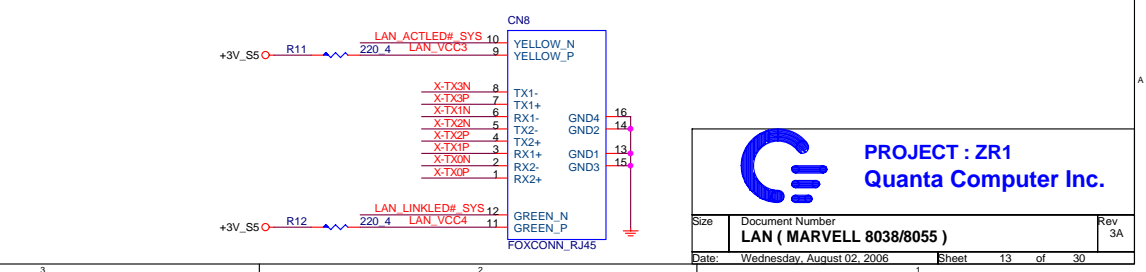 CN8
LAN_ACTLED#_SYS 10 YELLOW_N
+3V_S5 R11 220_4 LAN_VCC3 9 YELLOW_P
X-TX3N 8 TX1-
X-TX3P 7 TX1+
X-TX1N 6 RX1- GND4 16
X-TX2N 5 TX2- GND2 14
X-TX2P 4 TX2+
X-TX1P 3 RX1+ GND1 13
X-TX0N 2 RX2- GND3 15
X-TX0P 1 RX2+
LAN_LINKLED#_SYS 12 GREEN_N
+3V_S5 R12 220_4 LAN_VCC4 11 GREEN_P
FOXCONN_RJ45
A
PROJECT : ZR1
Quanta Computer Inc.
Size Document Number Rev
LAN ( MARVELL 8038/8055 ) 3A
Date: Wednesday, August 02, 2006 Sheet 13 of 30
3 2 1